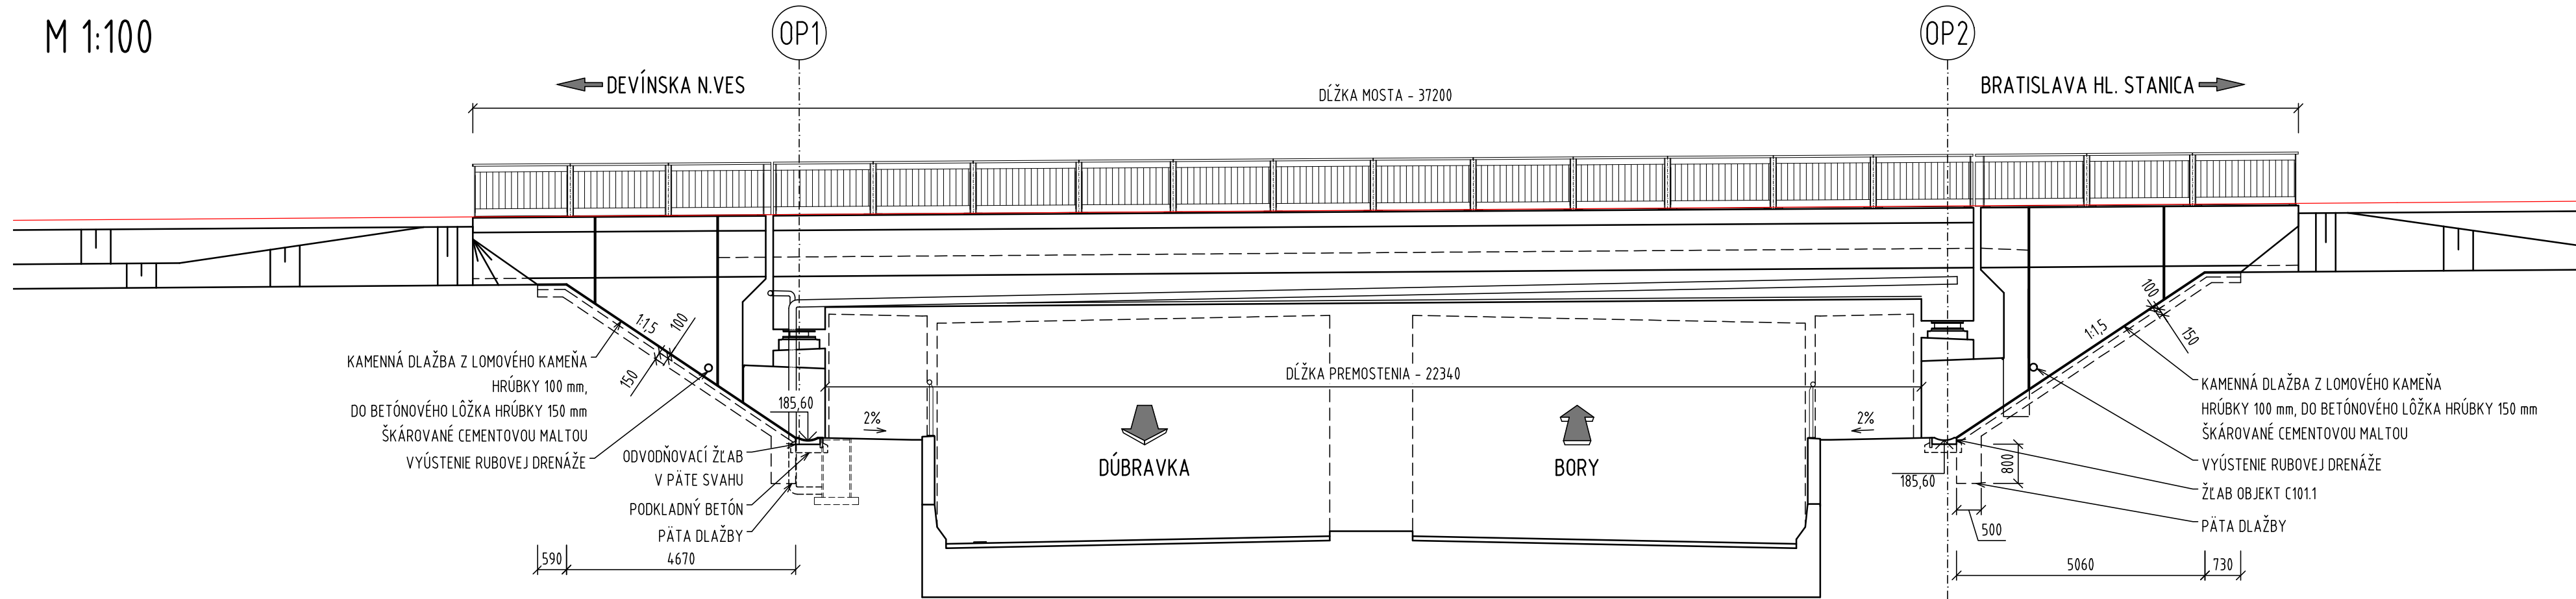 M 1:100
OP1
OP2
DEVÍNSKA N.VES
BRATISLAVA HL. STANICA
DĹŽKA MOSTA - 37200
1:1,5
100
150
KAMENNÁ DLAŽBA Z LOMOVÉHO KAMEŇA
HRÚBKY 100 mm,
DO BETÓNOVÉHO LÔŽKA HRÚBKY 150 mm
ŠKÁROVANÉ CEMENTOVOU MALTOU
VYÚSTENIE RUBOVEJ DRENÁŽE
ODVODŇOVACÍ ŽĽAB
V PÄTE SVAHU
PODKLADNÝ BETÓN
PÄTA DLAŽBY
590
4670
185,60
2%
DĹŽKA PREMOSTENIA - 22340
DÚBRAVKA
BORY
2%
185,60
800
500
5060
730
100
150
1:1,5
KAMENNÁ DLAŽBA Z LOMOVÉHO KAMEŇA
HRÚBKY 100 mm, DO BETÓNOVÉHO LÔŽKA HRÚBKY 150 mm
ŠKÁROVANÉ CEMENTOVOU MALTOU
VYÚSTENIE RUBOVEJ DRENÁŽE
ŽĽAB OBJEKT C101.1
PÄTA DLAŽBY